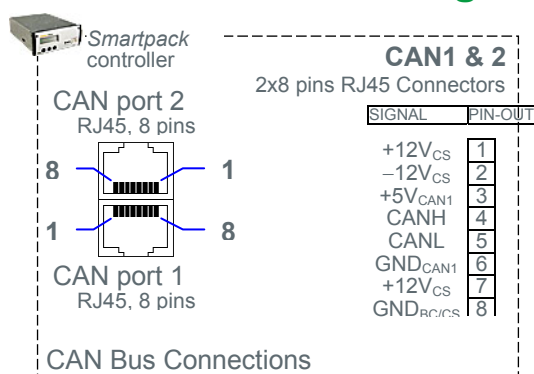 Smartpack
controller
CAN1 & 2
2x8 pins RJ45 Connectors
CAN port 2
RJ45, 8 pins
8 1
1 8
CAN port 1
RJ45, 8 pins
SIGNAL PIN-OUT
+12VCS 1
−12VCS 2
+5VCAN1 3
CANH 4
CANL 5
GNDCAN1 6
+12VCS 7
GNDBC/CS 8
CAN Bus Connections